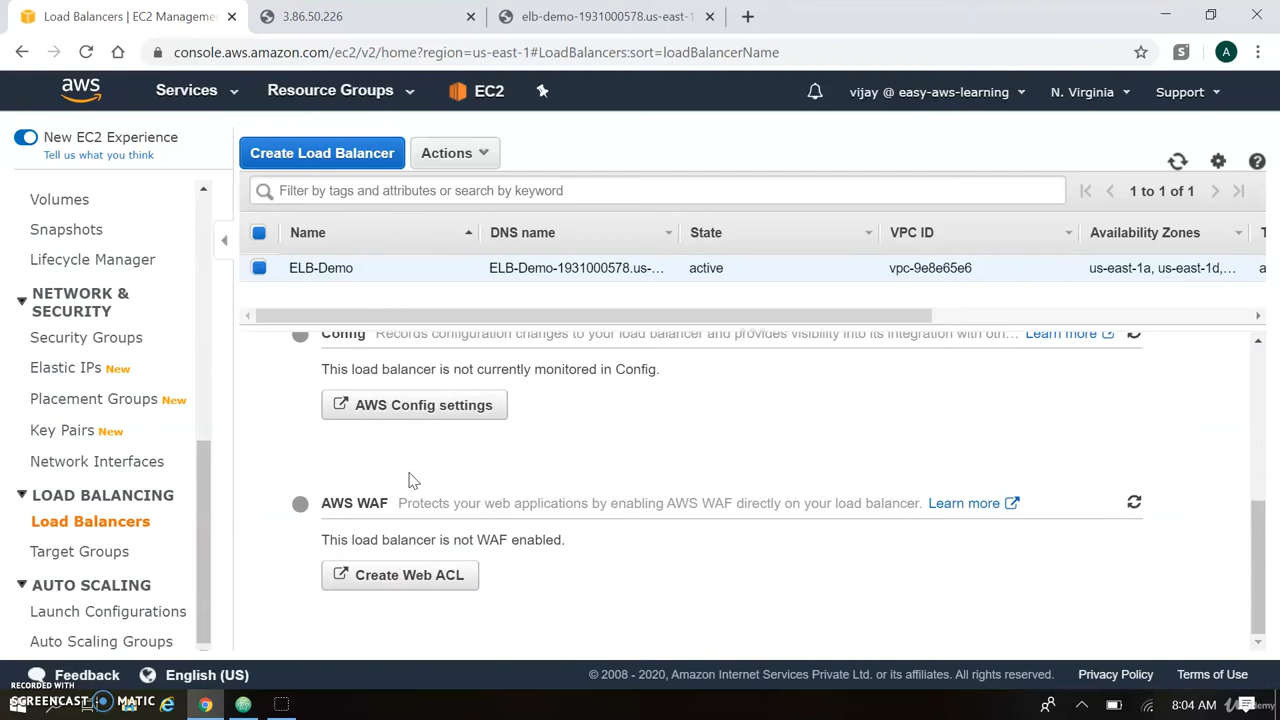 Load Balancers | EC2 Manageme
3.86.50.226
elb-demo-1931000578.us-east-1
console.aws.amazon.com/ec2/v2/home?region=us-east-1#LoadBalancers:sort=loadBalancerName
A
aws
Services
Resource Groups
EC2
vijay @ easy-aws-learning
N. Virginia
Support
New EC2 Experience
Tell us what you think
Create Load Balancer
Actions
Filter by tags and attributes or search by keyword
1 to 1 of 1
Name
DNS name
State
VPC ID
Availability Zones
T
ELB-Demo
ELB-Demo-1931000578.us-...
active
vpc-9e8e65e6
us-east-1a, us-east-1d,...
a
Volumes
Snapshots
Lifecycle Manager
NETWORK &
SECURITY
Security Groups
Elastic IPs New
Placement Groups New
Key Pairs New
Network Interfaces
LOAD BALANCING
Load Balancers
Target Groups
AUTO SCALING
Launch Configurations
Auto Scaling Groups
Config Records configuration changes to your load balancer and provides visibility into its integration with oth... Learn more
This load balancer is not currently monitored in Config.
AWS Config settings
AWS WAF Protects your web applications by enabling AWS WAF directly on your load balancer. Learn more
This load balancer is not WAF enabled.
Create Web ACL
Feedback
English (US)
© 2008 - 2020, Amazon Internet Services Private Ltd. or its affiliates. All rights reserved.
Privacy Policy
Terms of Use
RECORDED WITH
SCREENCAST MATIC
8:04 AM